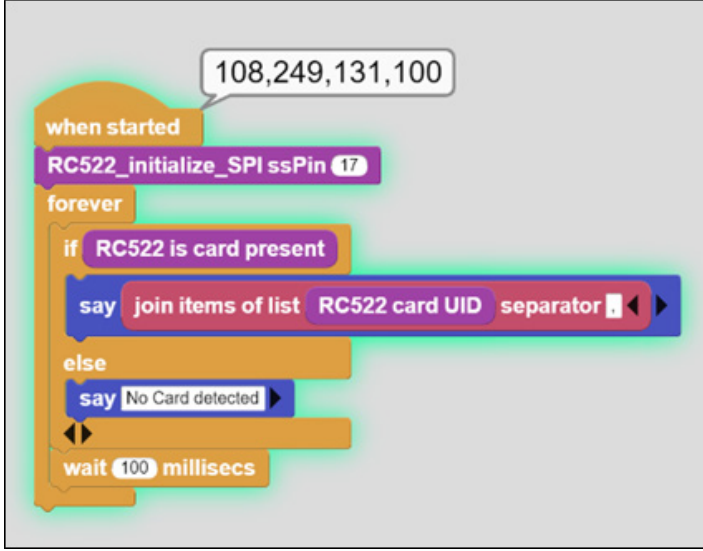 108,249,131,100
when started
RC522_initialize_SPI ssPin 17
forever
if RC522 is card present
say join items of list RC522 card UID separator ,
else
say No Card detected
wait 100 millisecs